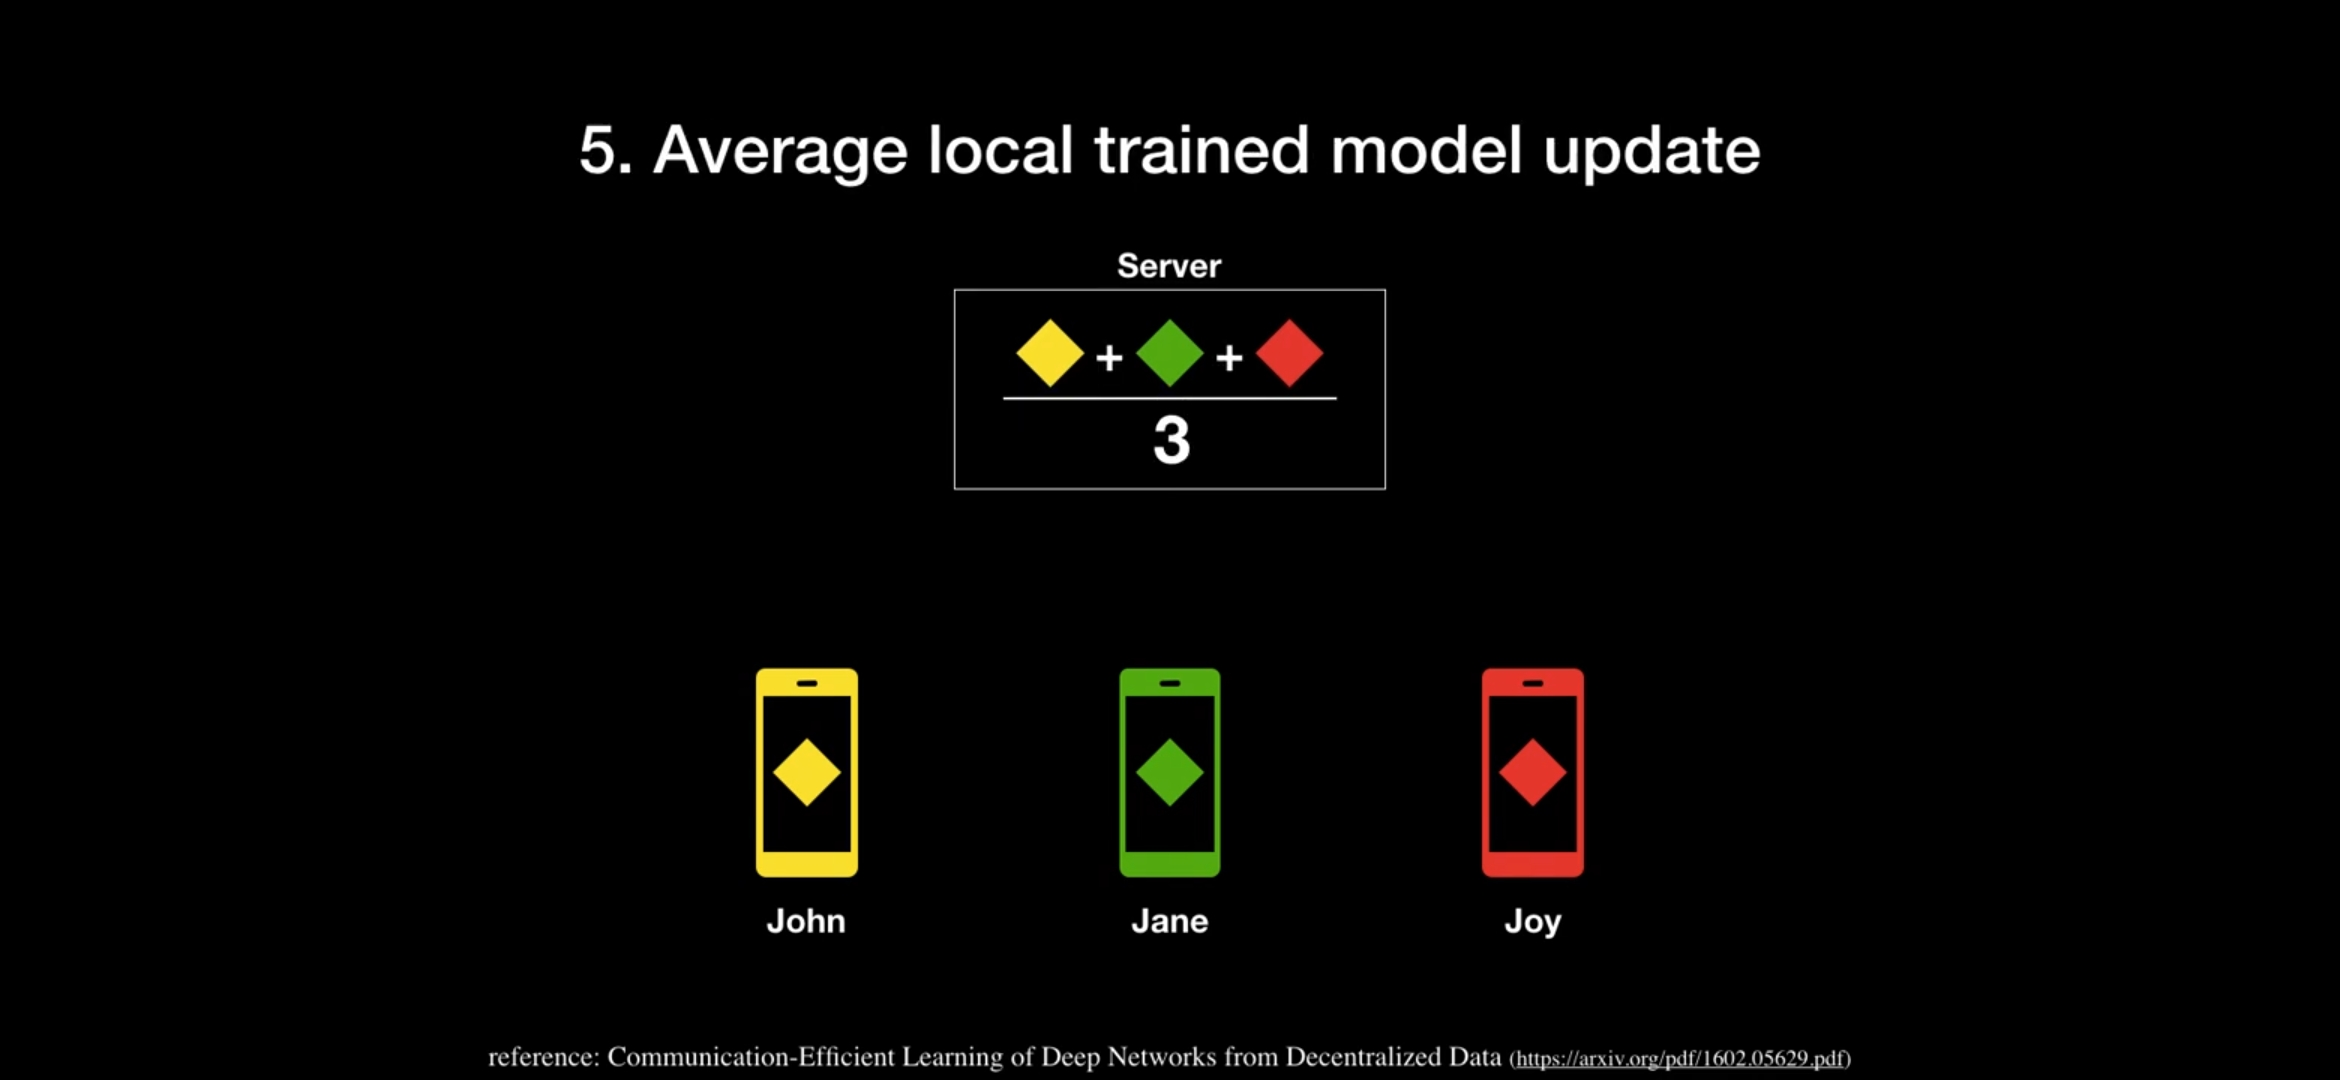 5. Average local trained model update
Server
+ +
3
John Jane Joy
reference: Communication-Efficient Learning of Deep Networks from Decentralized Data (https://arxiv.org/pdf/1602.05629.pdf)